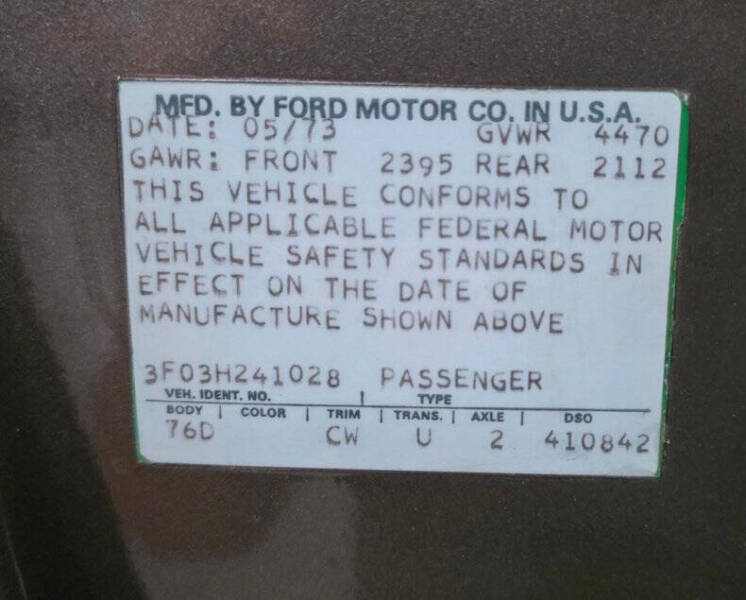 MFD. BY FORD MOTOR CO. IN U.S.A.
DATE: 05/73 GVWR 4470
GAWR: FRONT 2395 REAR 2112
THIS VEHICLE CONFORMS TO
ALL APPLICABLE FEDERAL MOTOR
VEHICLE SAFETY STANDARDS IN
EFFECT ON THE DATE OF
MANUFACTURE SHOWN ABOVE
3F03H241028 PASSENGER
VEH. IDENT. NO. | TYPE
BODY | COLOR | TRIM | TRANS. | AXLE | DSO
76D CW U 2 410842